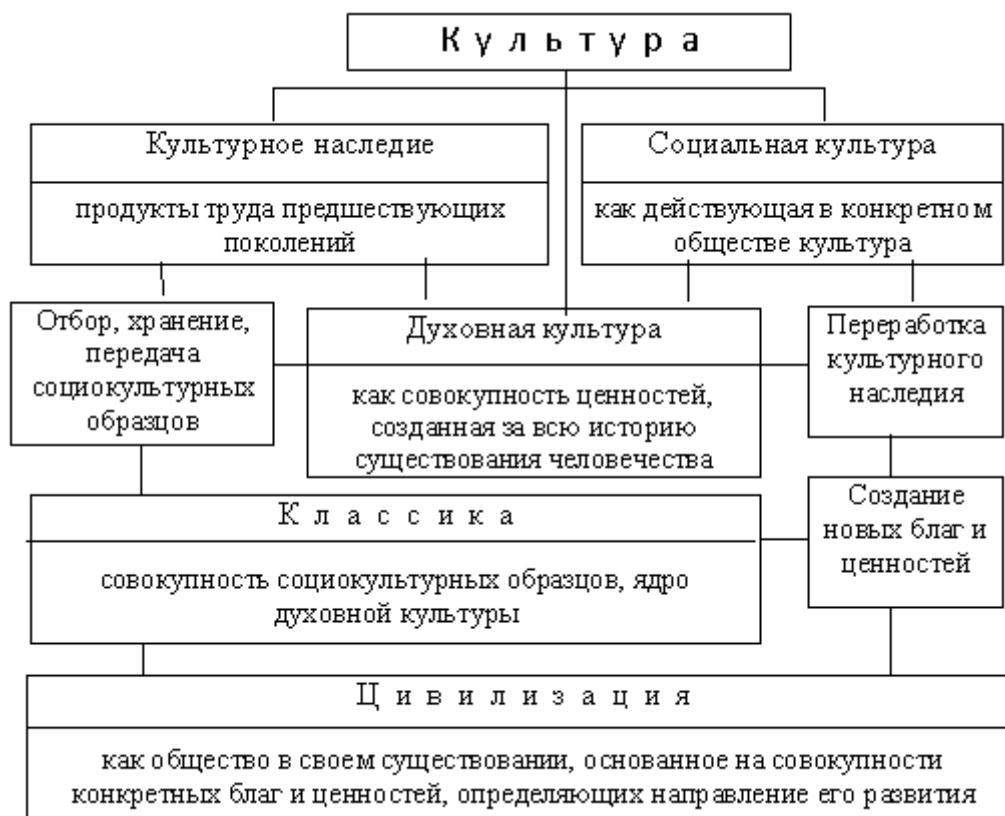 К у л ь т у р а
Культурное наследие
продукты труда предшествующих
поколений
Социальная культура
как действующая в конкретном
обществе культура
Отбор, хранение,
передача
социокультурных
образцов
Духовная культура
как совокупность ценностей,
созданная за всю историю
существования человечества
Переработка
культурного
наследия
К л а с с и к а
совокупность социокультурных образцов, ядро
духовной культуры
Создание
новых благ и
ценностей
Ц и в и л и з а ц и я
как общество в своем существовании, основанное на совокупности
конкретных благ и ценностей, определяющих направление его развития